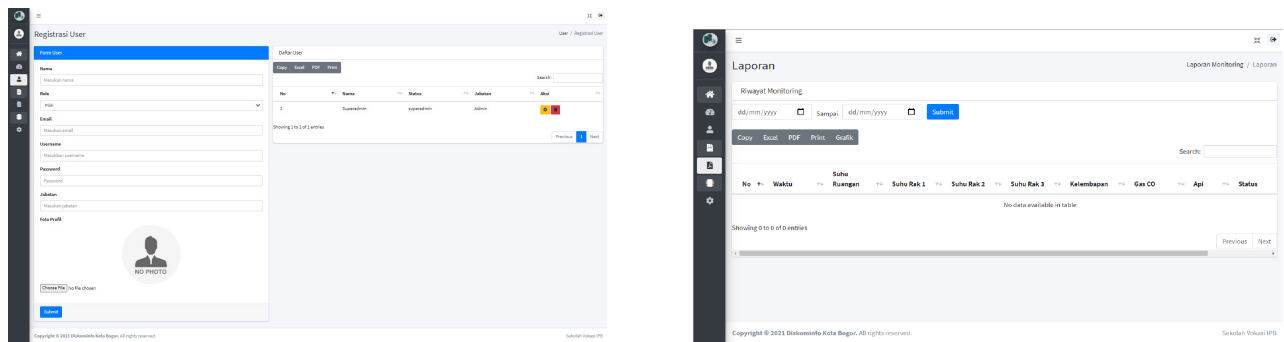 Registrasi User
User / Registrasi User
Form User
Nama
Masukan nama
Role
Pilih
Email
Masukan email
Username
Masukkan username
Password
Password
Jabatan
Masukan jabatan
Foto Profil
NO PHOTO
Choose File No file chosen
Submit
Daftar User
Copy Excel PDF Print
Search:
No Nama Status Jabatan Aksi
1 Superadmin superadmin Admin
Showing 1 to 1 of 1 entries
Previous 1 Next
Copyright © 2021 Diskominfo Kota Bogor. All rights reserved.
Sekolah Vokasi IPB
Laporan
Laporan Monitoring / Laporan
Riwayat Monitoring
dd/mm/yyyy Sampai dd/mm/yyyy Submit
Copy Excel PDF Print Grafik
Search:
No Waktu Suhu Ruangan Suhu Rak 1 Suhu Rak 2 Suhu Rak 3 Kelembapan Gas CO Api Status
No data available in table
Showing 0 to 0 of 0 entries
Previous Next
Copyright © 2021 Diskominfo Kota Bogor. All rights reserved.
Sekolah Vokasi IPB